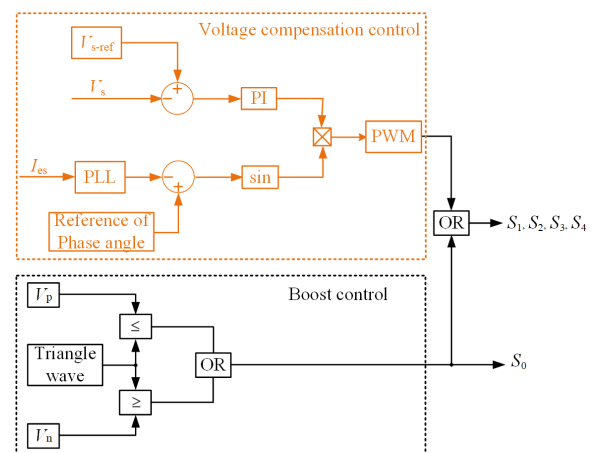 Voltage compensation control
Vs-ref
+
Vs
−
PI
PWM
Ies
PLL
−
+
sin
Reference of
Phase angle
OR
S1, S2, S3, S4
Boost control
Vp
≤
Triangle
wave
OR
S0
≥
Vn